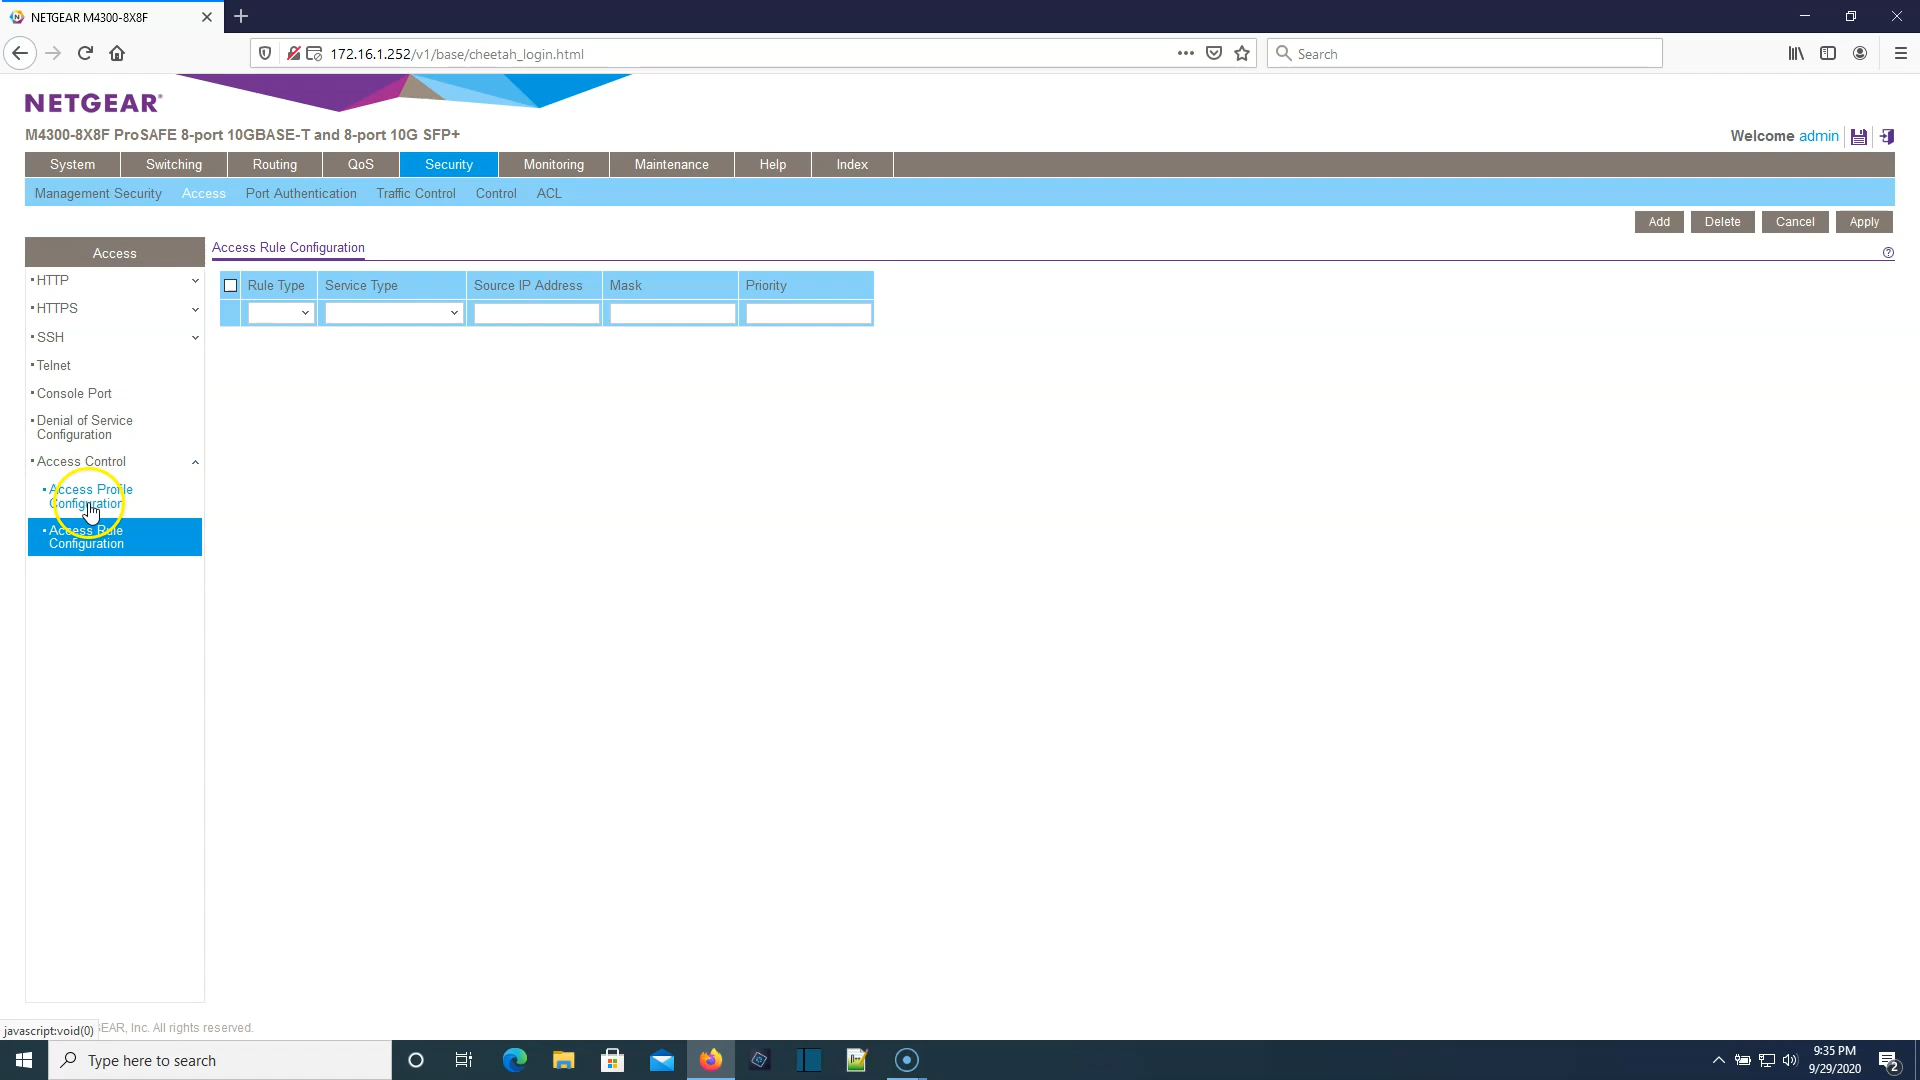 NETGEAR M4300-8X8F
172.16.1.252/v1/base/cheetah_login.html
Search
NETGEAR®
M4300-8X8F ProSAFE 8-port 10GBASE-T and 8-port 10G SFP+
Welcome admin
System Switching Routing QoS Security Monitoring Maintenance Help Index
Management Security Access Port Authentication Traffic Control Control ACL
Add Delete Cancel Apply
Access
Access Rule Configuration
HTTP
HTTPS
SSH
Telnet
Console Port
Denial of Service
Configuration
Access Control
Access Profile
Configuration
Access Rule
Configuration
Rule Type Service Type Source IP Address Mask Priority
javascript:void(0)
EAR, Inc. All rights reserved.
Type here to search
9:35 PM
9/29/2020
2